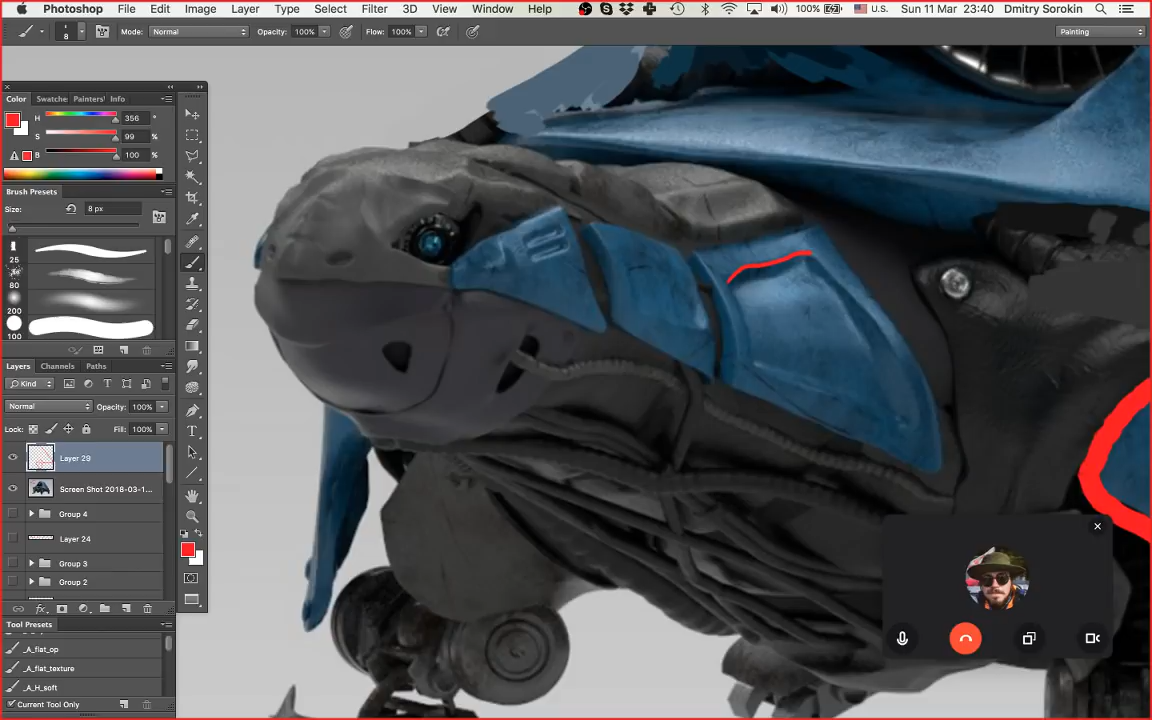 Photoshop File Edit Image Layer Type Select Filter 3D View Window Help 100% U.S. Sun 11 Mar 23:40 Dmitry Sorokin
8 Mode: Normal Opacity: 100% Flow: 100% Painting
Color Swatche Painters' Info
H 356 °
S 99 %
B 100 %
Brush Presets
Size: 8 px
25
80
200
100
Layers Channels Paths
Kind
Normal Opacity: 100%
Lock: Fill: 100%
Layer 29
Screen Shot 2018-03-1...
Group 4
Layer 24
Group 3
Group 2
Tool Presets
_A_flat_op
_A_flat_texture
_A_H_soft
Current Tool Only